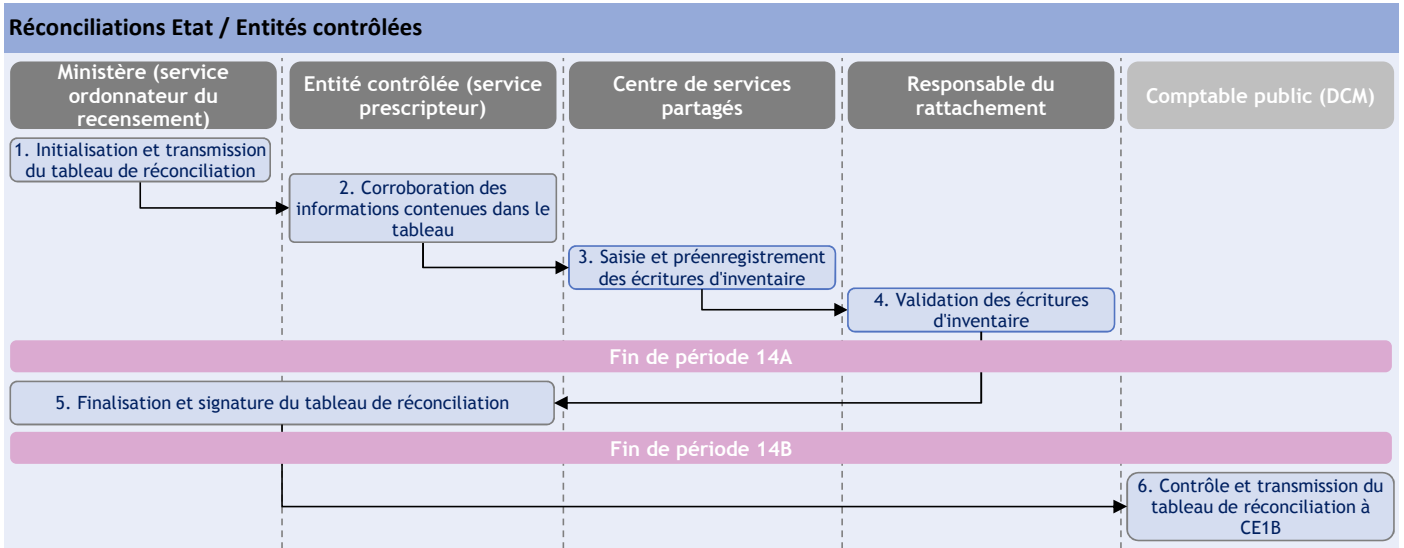 Réconciliations Etat / Entités contrôlées
Ministère (service
ordonnateur du
recensement)
Entité contrôlée (service
prescripteur)
Centre de services
partagés
Responsable du
rattachement
Comptable public (DCM)
1. Initialisation et transmission
du tableau de réconciliation
2. Corroboration des
informations contenues dans le
tableau
3. Saisie et préenregistrement
des écritures d'inventaire
4. Validation des écritures
d'inventaire
Fin de période 14A
5. Finalisation et signature du tableau de réconciliation
Fin de période 14B
6. Contrôle et transmission du
tableau de réconciliation à
CE1B